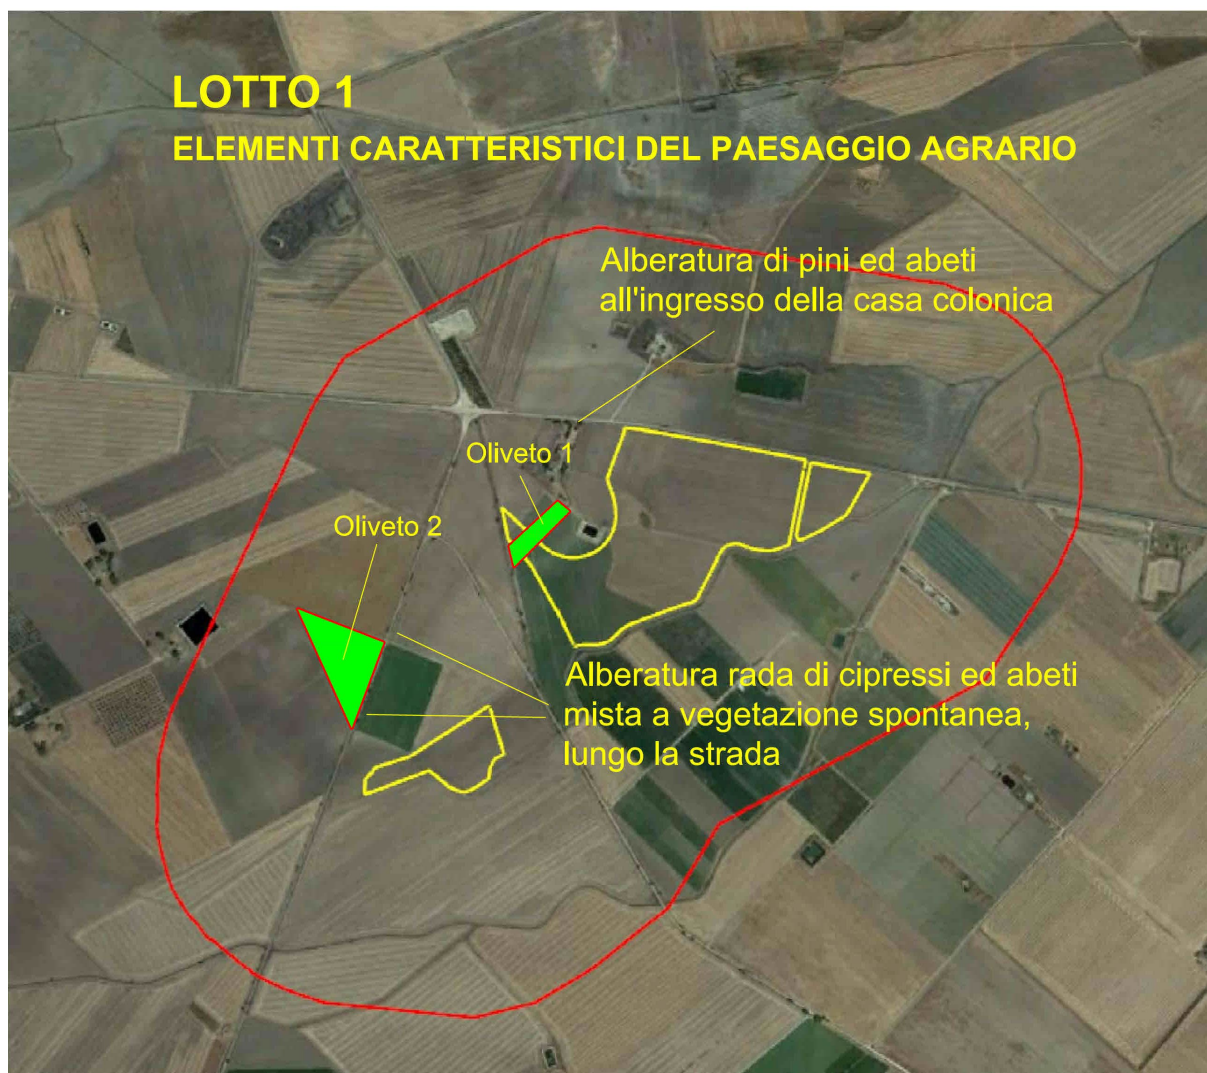 LOTTO 1
ELEMENTI CARATTERISTICI DEL PAESAGGIO AGRARIO
Alberatura di pini ed abeti
all'ingresso della casa colonica
Oliveto 1
Oliveto 2
Alberatura rada di cipressi ed abeti
mista a vegetazione spontanea,
lungo la strada